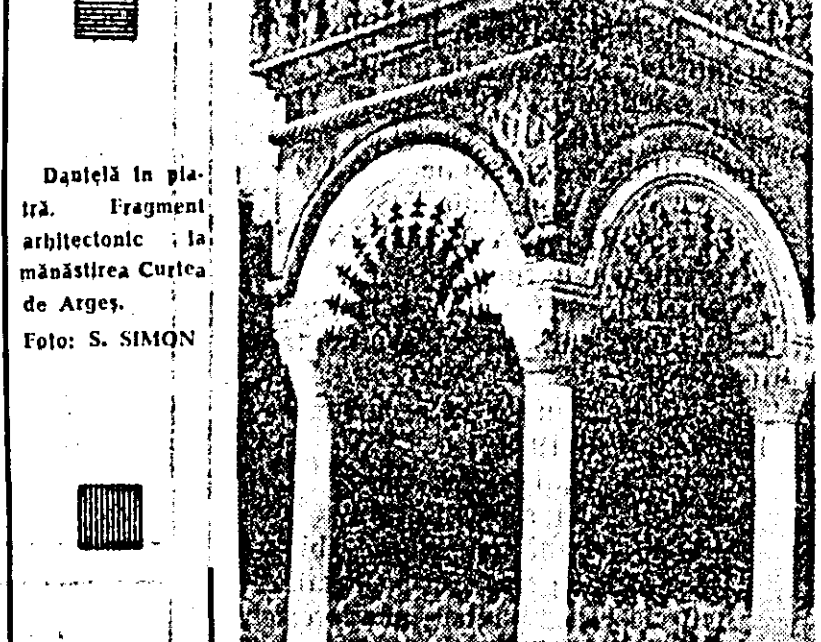 Dantelă în pia-
tră. Fragment
arhitectonic la
mănăstirea Curtea
de Argeş.
Foto: S. SIMON